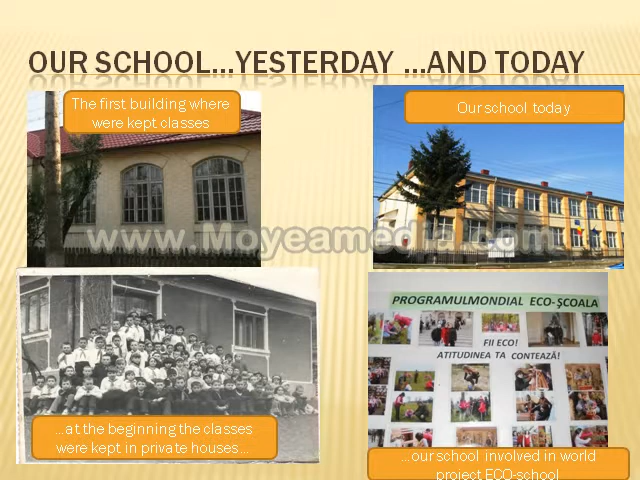 OUR SCHOOL...YESTERDAY ...AND TODAY
The first building where
were kept classes
Our school today
www.Moyeamedia.com
PROGRAMULMONDIAL ECO-ŞCOALA
FII ECO!
ATITUDINEA TA CONTEAZĂ!
...at the beginning the classes
were kept in private houses...
...our school involved in world
project ECO-school